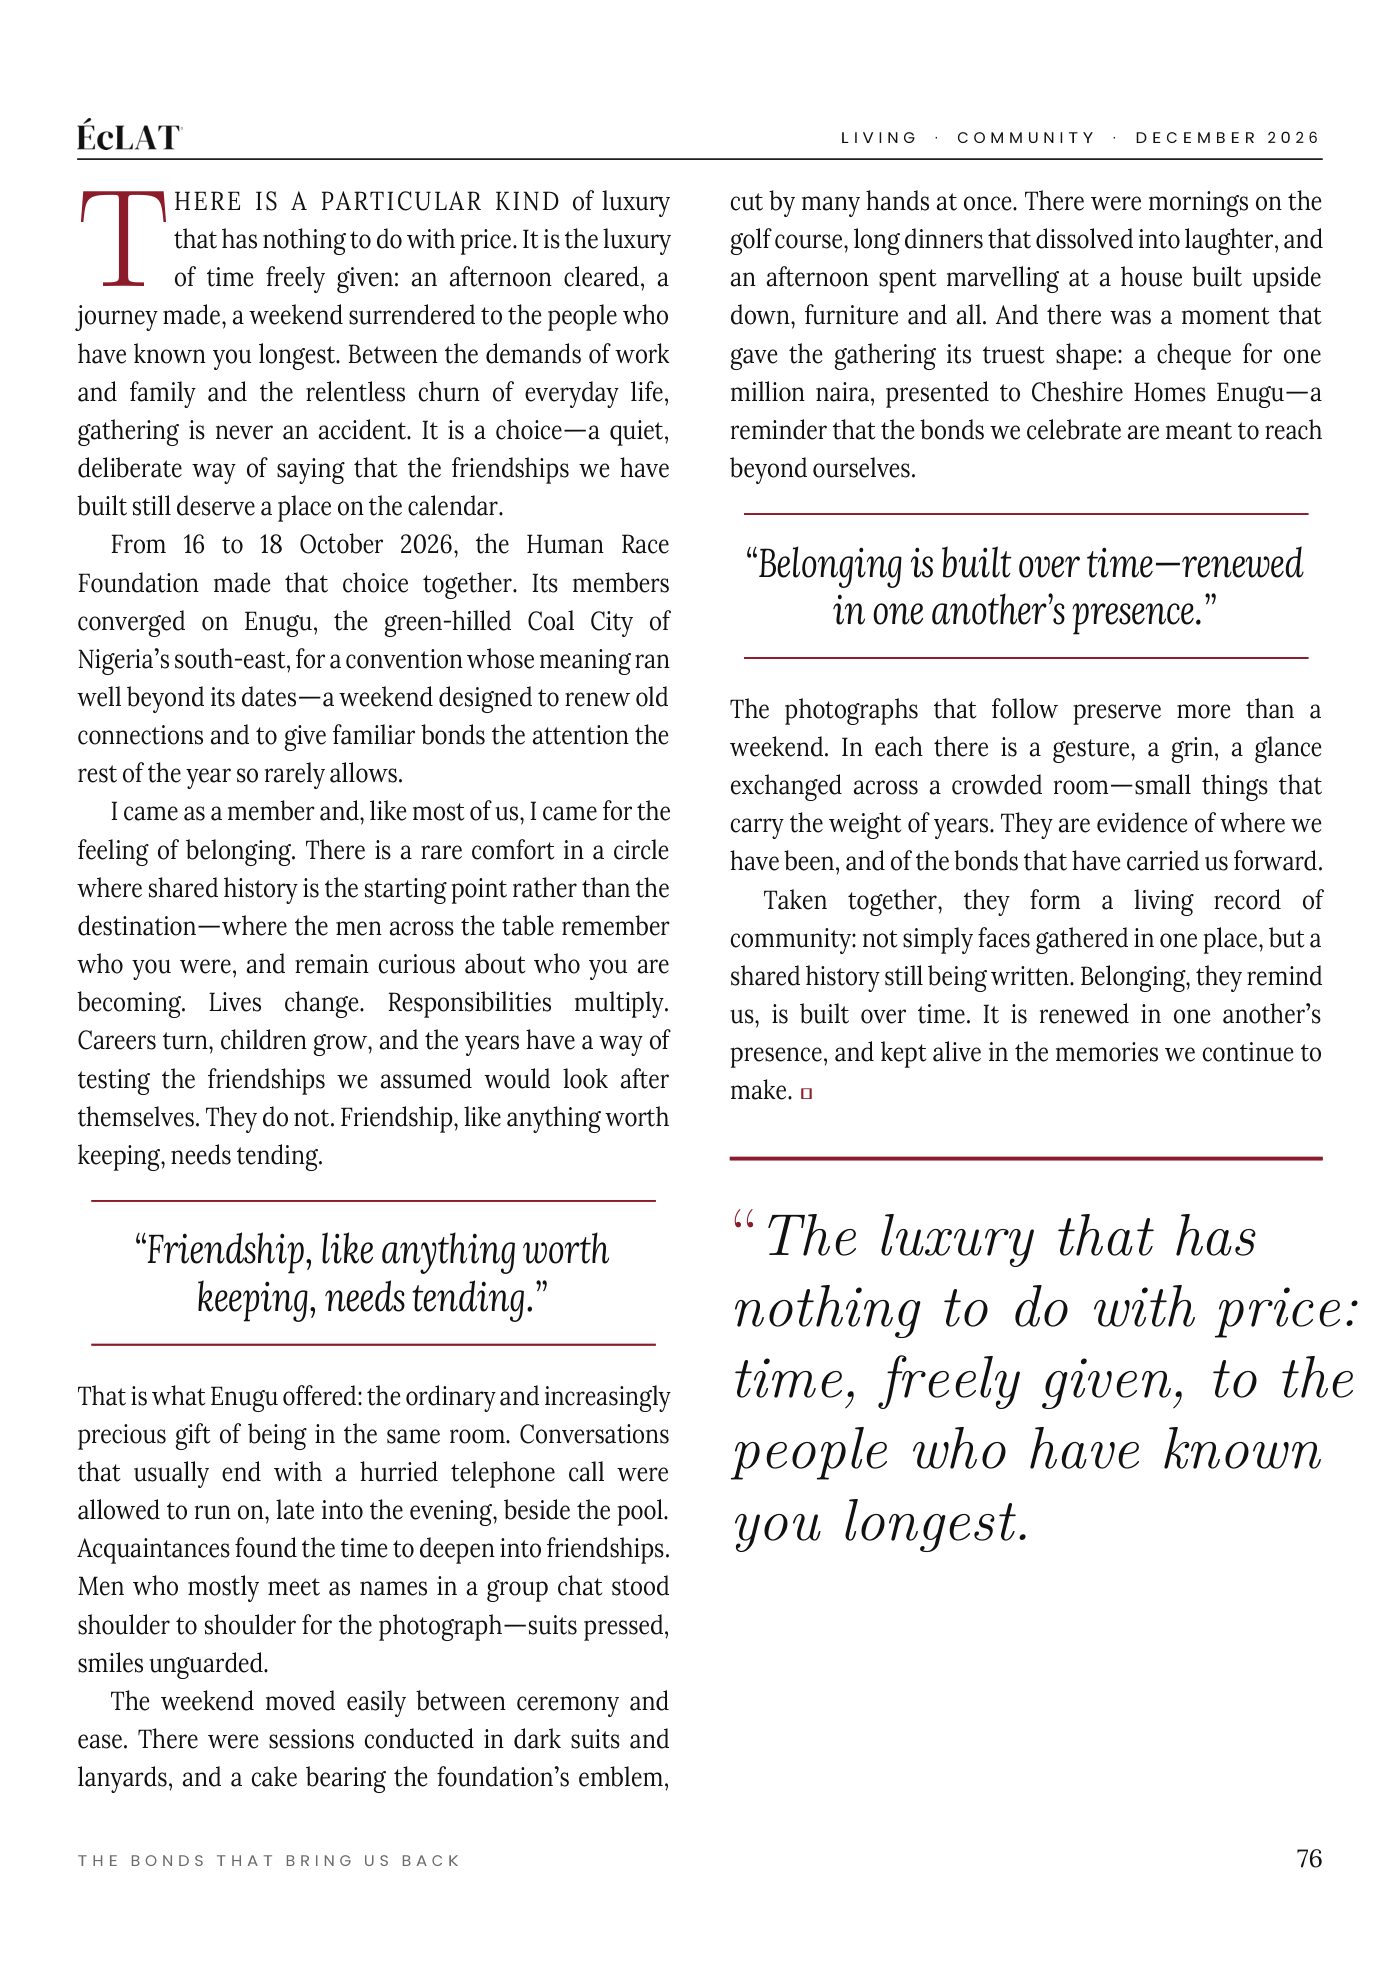 ÉcLAT
LIVING · COMMUNITY · DECEMBER 2026
THERE IS A PARTICULAR KIND of luxury
that has nothing to do with price. It is the luxury
of time freely given: an afternoon cleared, a
journey made, a weekend surrendered to the people who
have known you longest. Between the demands of work
and family and the relentless churn of everyday life,
gathering is never an accident. It is a choice—a quiet,
deliberate way of saying that the friendships we have
built still deserve a place on the calendar.
From 16 to 18 October 2026, the Human Race
Foundation made that choice together. Its members
converged on Enugu, the green-hilled Coal City of
Nigeria’s south-east, for a convention whose meaning ran
well beyond its dates—a weekend designed to renew old
connections and to give familiar bonds the attention the
rest of the year so rarely allows.
I came as a member and, like most of us, I came for the
feeling of belonging. There is a rare comfort in a circle
where shared history is the starting point rather than the
destination—where the men across the table remember
who you were, and remain curious about who you are
becoming. Lives change. Responsibilities multiply.
Careers turn, children grow, and the years have a way of
testing the friendships we assumed would look after
themselves. They do not. Friendship, like anything worth
keeping, needs tending.
“Friendship, like anything worth
keeping, needs tending.”
That is what Enugu offered: the ordinary and increasingly
precious gift of being in the same room. Conversations
that usually end with a hurried telephone call were
allowed to run on, late into the evening, beside the pool.
Acquaintances found the time to deepen into friendships.
Men who mostly meet as names in a group chat stood
shoulder to shoulder for the photograph—suits pressed,
smiles unguarded.
The weekend moved easily between ceremony and
ease. There were sessions conducted in dark suits and
lanyards, and a cake bearing the foundation’s emblem,
cut by many hands at once. There were mornings on the
golf course, long dinners that dissolved into laughter, and
an afternoon spent marvelling at a house built upside
down, furniture and all. And there was a moment that
gave the gathering its truest shape: a cheque for one
million naira, presented to Cheshire Homes Enugu—a
reminder that the bonds we celebrate are meant to reach
beyond ourselves.
“Belonging is built over time—renewed
in one another’s presence.”
The photographs that follow preserve more than a
weekend. In each there is a gesture, a grin, a glance
exchanged across a crowded room—small things that
carry the weight of years. They are evidence of where we
have been, and of the bonds that have carried us forward.
Taken together, they form a living record of
community: not simply faces gathered in one place, but a
shared history still being written. Belonging, they remind
us, is built over time. It is renewed in one another’s
presence, and kept alive in the memories we continue to
make.
“The luxury that has
nothing to do with price:
time, freely given, to the
people who have known
you longest.
THE BONDS THAT BRING US BACK
76